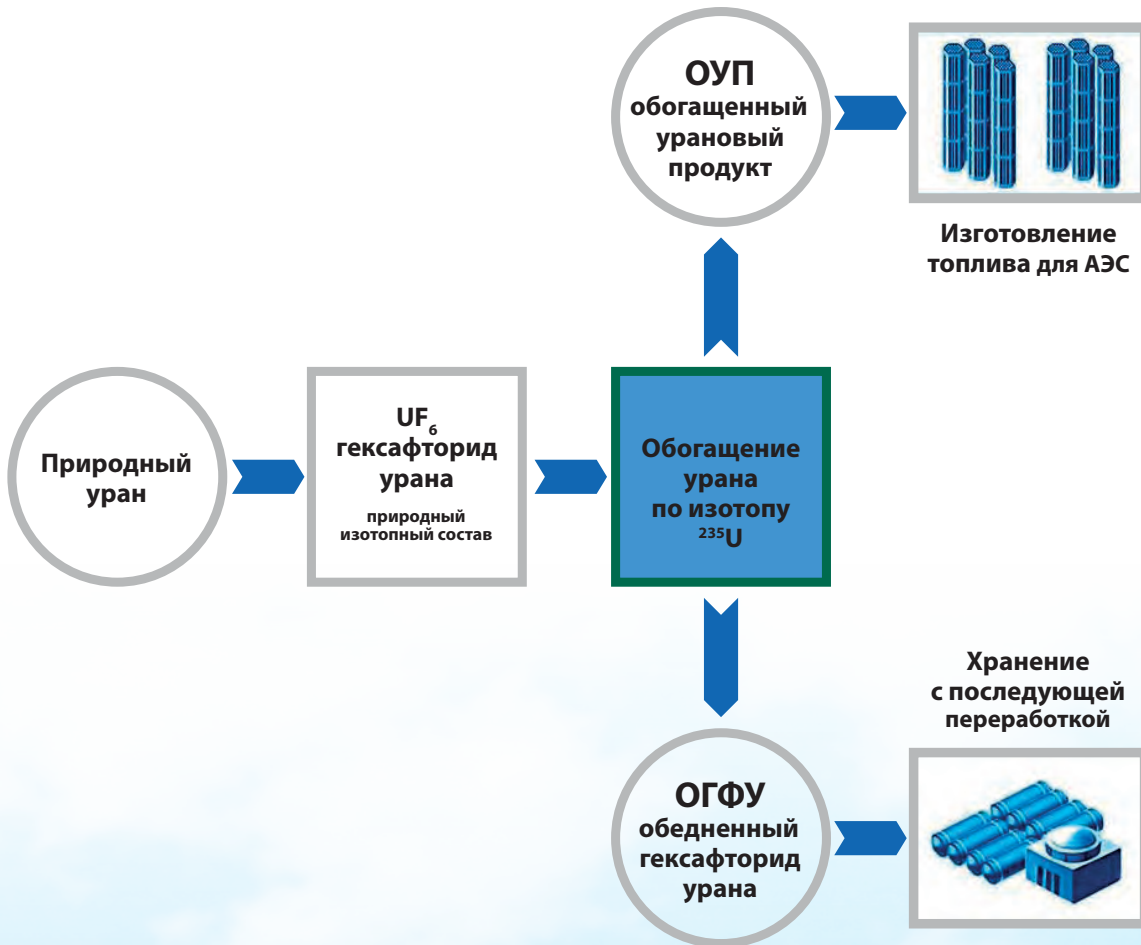 ОУП
обогащенный
урановый
продукт
Изготовление
топлива для АЭС
Природный
уран
UF₆
гексафторид
урана
природный
изотопный состав
Обогащение
урана
по изотопу
²³⁵U
Хранение
с последующей
переработкой
ОГФУ
обедненный
гексафторид
урана